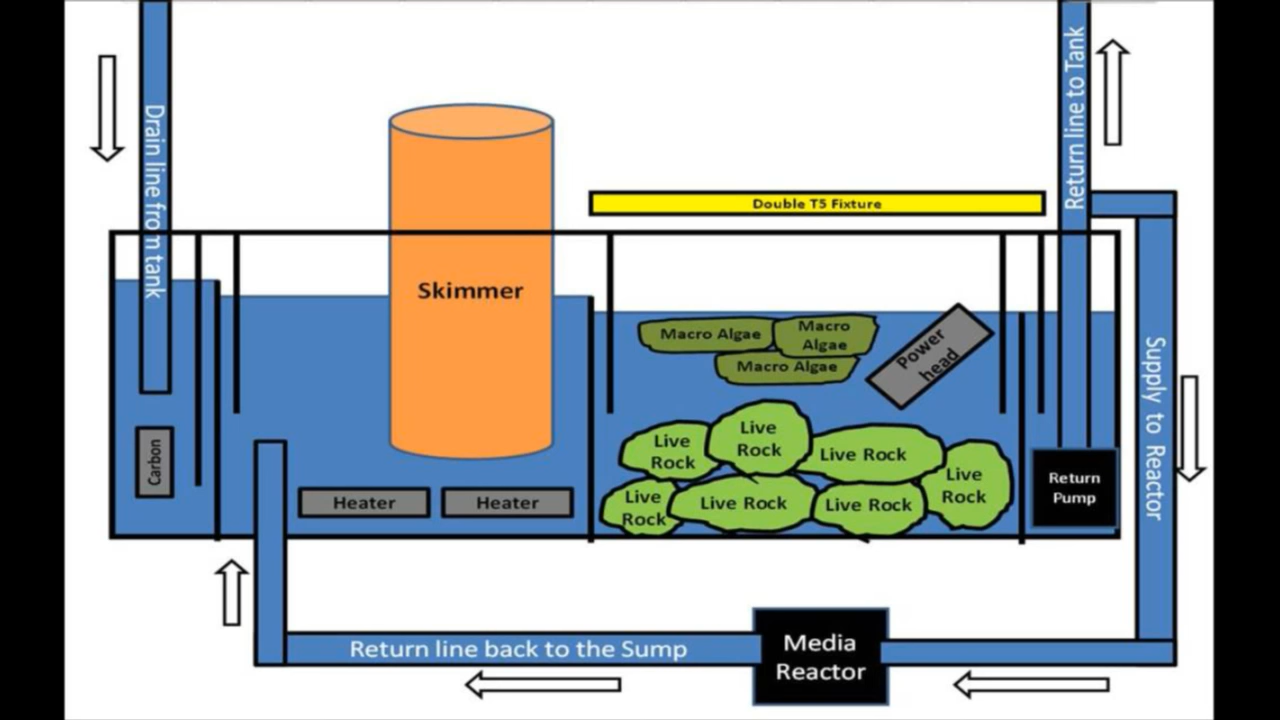 Drain line from tank
Return line to Tank
Double T5 Fixture
Skimmer
Macro Algae
Macro
Algae
Macro Algae
Power
head
Carbon
Heater
Heater
Live
Rock
Live
Rock
Live Rock
Live
Rock
Live
Rock
Live Rock
Live Rock
Return
Pump
Supply to Reactor
Return line back to the Sump
Media
Reactor